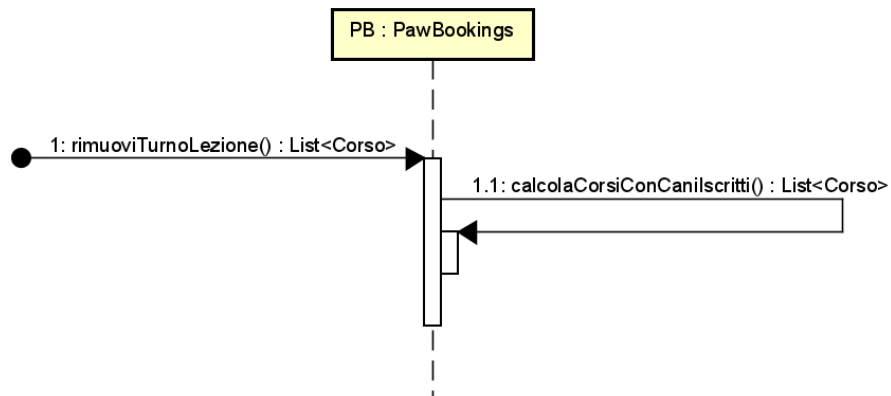 PB : PawBookings
1: rimuoviTurnoLezione() : List<Corso>
1.1: calcolaCorsiConCaniIscritti() : List<Corso>